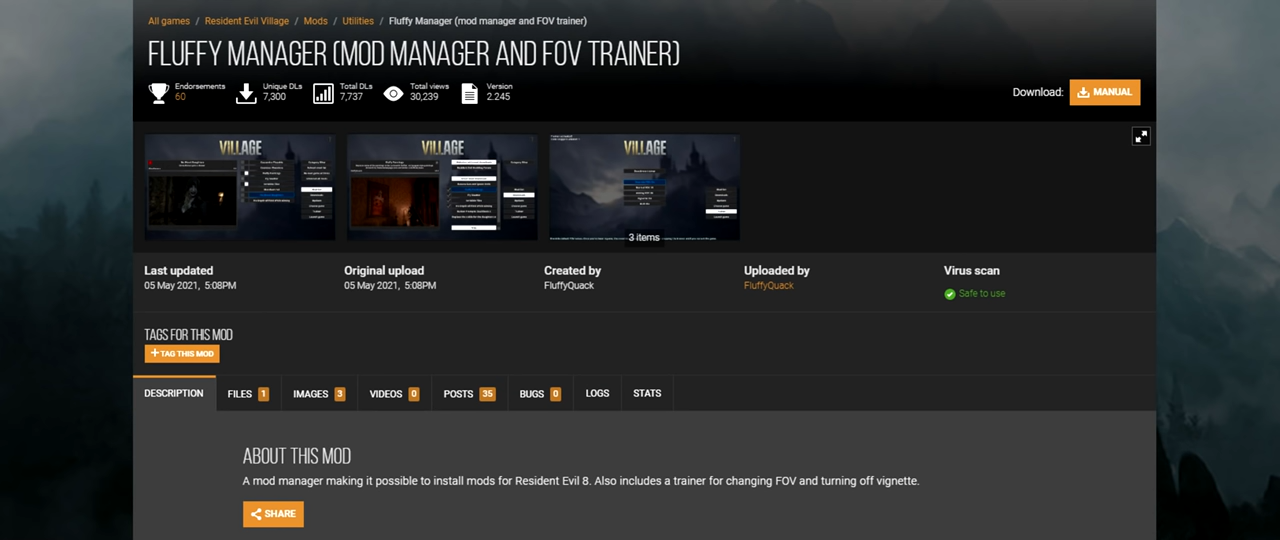 All games / Resident Evil Village / Mods / Utilities / Fluffy Manager (mod manager and FOV trainer)
FLUFFY MANAGER (MOD MANAGER AND FOV TRAINER)
Endorsements
60
Unique DLs
7,300
Total DLs
7,737
Total views
30,239
Version
2.245
Download:
MANUAL
VILLAGE
VILLAGE
VILLAGE
3 items
Last updated
05 May 2021, 5:08PM
Original upload
05 May 2021, 5:08PM
Created by
FluffyQuack
Uploaded by
FluffyQuack
Virus scan
Safe to use
TAGS FOR THIS MOD
+ TAG THIS MOD
DESCRIPTION
FILES 1
IMAGES 3
VIDEOS 0
POSTS 35
BUGS 0
LOGS
STATS
ABOUT THIS MOD
A mod manager making it possible to install mods for Resident Evil 8. Also includes a trainer for changing FOV and turning off vignette.
SHARE